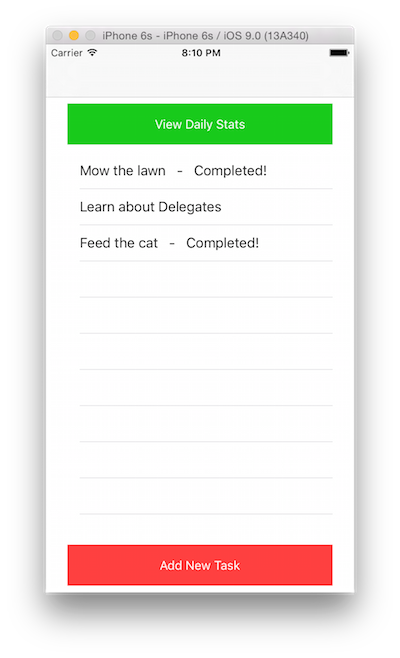 iPhone 6s - iPhone 6s / iOS 9.0 (13A340)
Carrier 8:10 PM
View Daily Stats
Mow the lawn - Completed!
Learn about Delegates
Feed the cat - Completed!
Add New Task